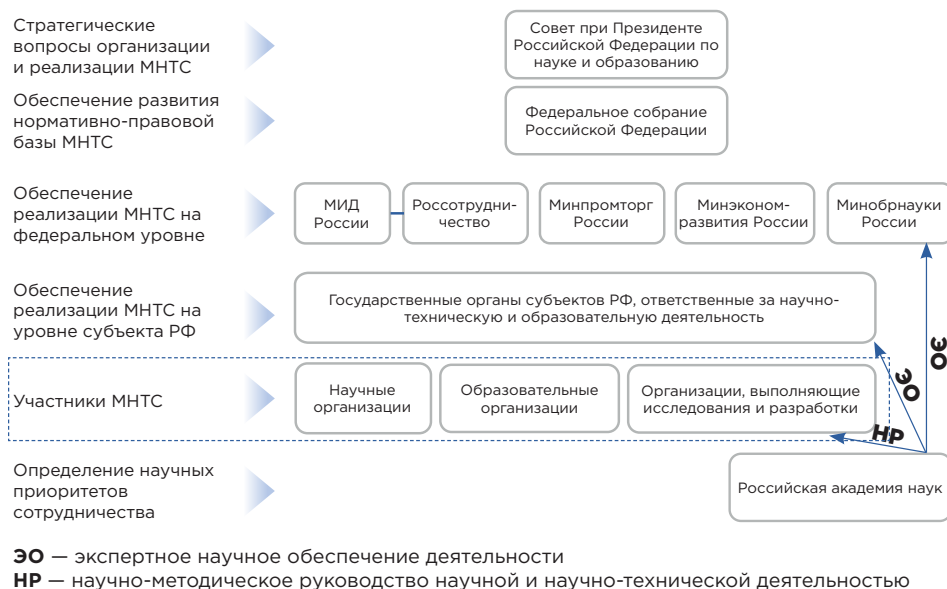 Стратегические
вопросы организации
и реализации МНТС
Совет при Президенте
Российской Федерации по
науке и образованию
Обеспечение развития
нормативно-правовой
базы МНТС
Федеральное собрание
Российской Федерации
Обеспечение
реализации МНТС на
федеральном уровне
МИД
России
Россотрудни-
чество
Минпромторг
России
Минэконом-
развития России
Минобрнауки
России
Обеспечение
реализации МНТС на
уровне субъекта РФ
Государственные органы субъектов РФ, ответственные за научно-
техническую и образовательную деятельность
ЭО
ЭО
Участники МНТС
Научные
организации
Образовательные
организации
Организации, выполняющие
исследования и разработки
НР
Определение научных
приоритетов
сотрудничества
Российская академия наук
ЭО — экспертное научное обеспечение деятельности
НР — научно-методическое руководство научной и научно-технической деятельностью